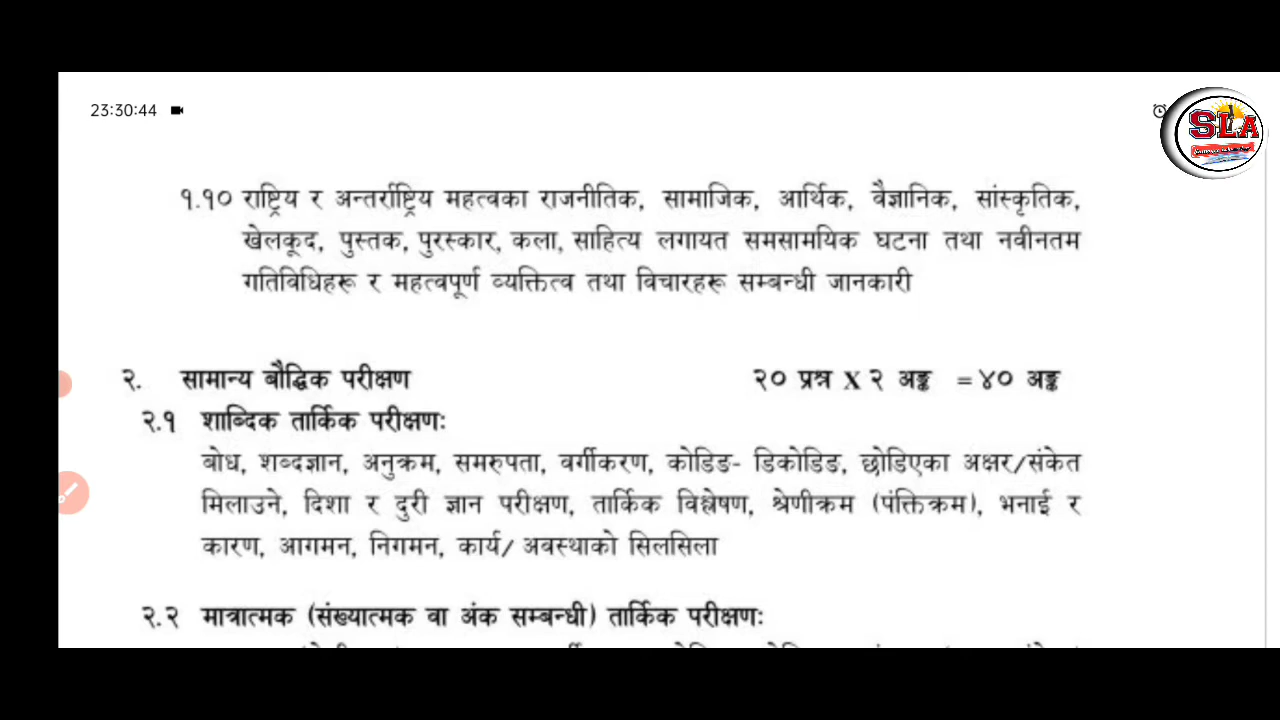 23:30:44
SLA
१.१० राष्ट्रिय र अन्तर्राष्ट्रिय महत्वका राजनीतिक, सामाजिक, आर्थिक, वैज्ञानिक, सांस्कृतिक,
खेलकूद, पुस्तक, पुरस्कार, कला, साहित्य लगायत समसामयिक घटना तथा नवीनतम
गतिविधिहरू र महत्वपूर्ण व्यक्तित्व तथा विचारहरू सम्बन्धी जानकारी
२. सामान्य बौद्धिक परीक्षण २० प्रश्न X २ अङ्क = ४० अङ्क
२.१ शाब्दिक तार्किक परीक्षणः
बोध, शब्दज्ञान, अनुक्रम, समरुपता, वर्गीकरण, कोडिङ- डिकोडिङ, छोडिएका अक्षर/संकेत
मिलाउने, दिशा र दुरी ज्ञान परीक्षण, तार्किक विश्लेषण, श्रेणीक्रम (पंक्तिक्रम), भनाई र
कारण, आगमन, निगमन, कार्य/ अवस्थाको सिलसिला
२.२ मात्रात्मक (संख्यात्मक वा अंक सम्बन्धी) तार्किक परीक्षणः